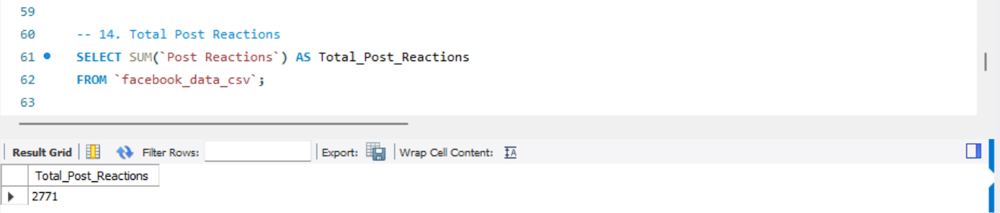 59
60 -- 14. Total Post Reactions
61 SELECT SUM(`Post Reactions`) AS Total_Post_Reactions
62 FROM `facebook_data_csv`;
63
Result Grid Filter Rows: Export: Wrap Cell Content: IA
Total_Post_Reactions
2771